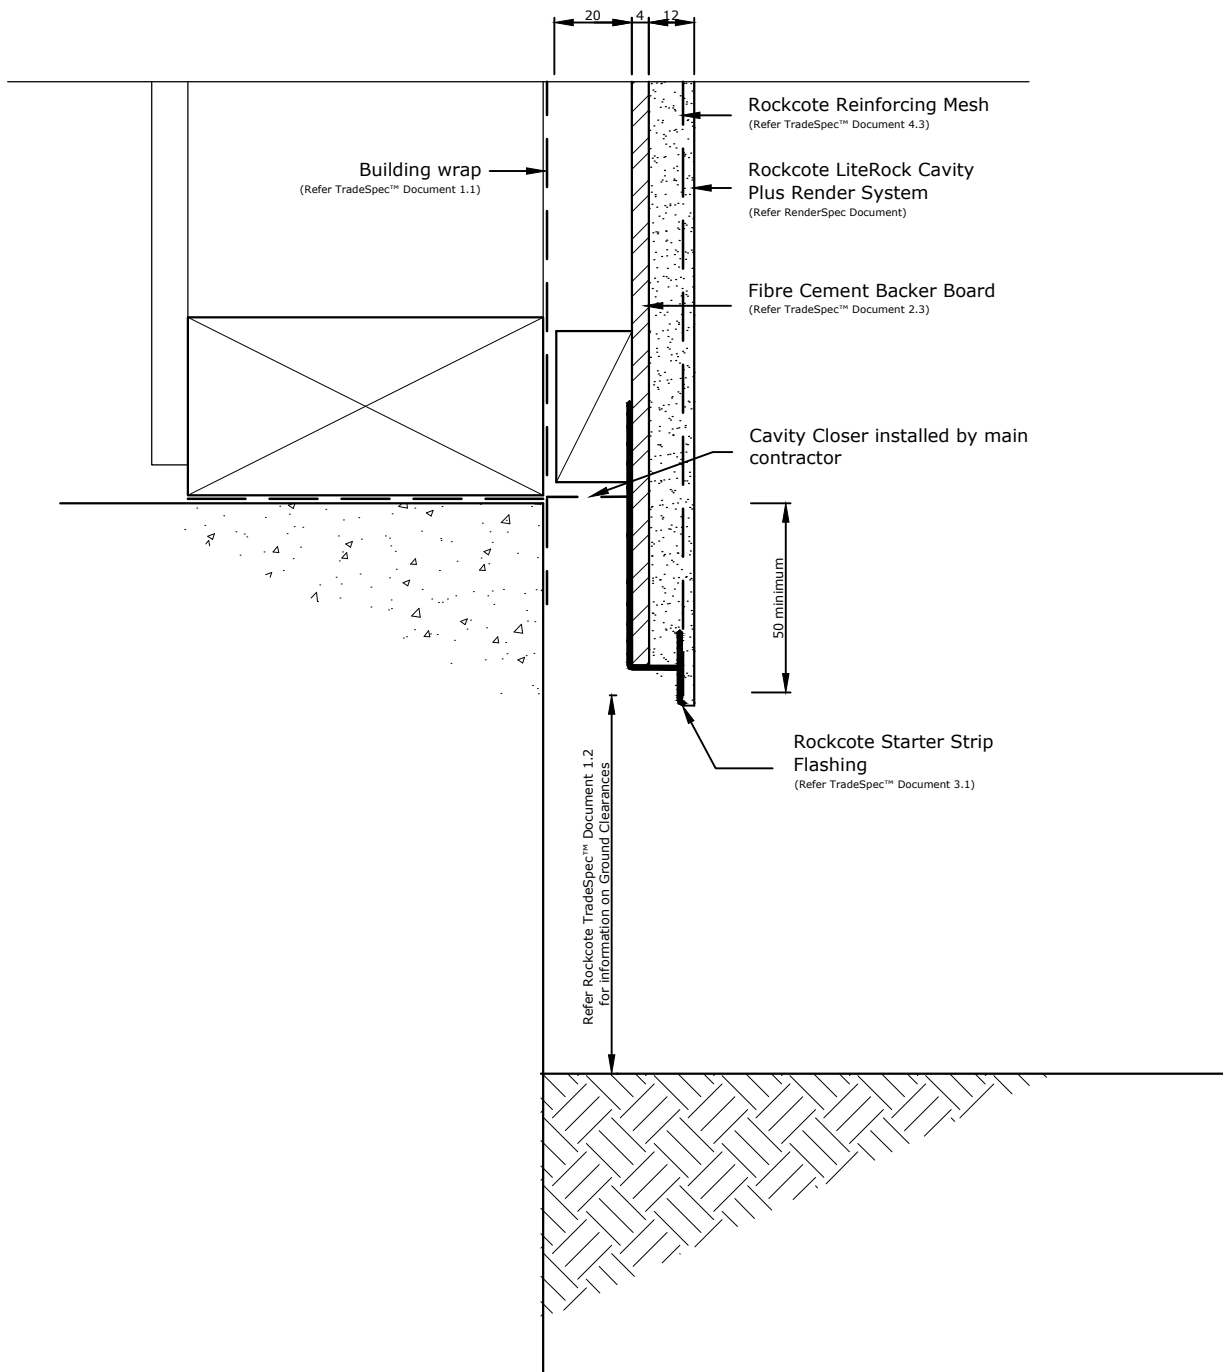 20 4 12
Rockcote Reinforcing Mesh
(Refer TradeSpec™ Document 4.3)
Building wrap
(Refer TradeSpec™ Document 1.1)
Rockcote LiteRock Cavity
Plus Render System
(Refer RenderSpec Document)
Fibre Cement Backer Board
(Refer TradeSpec™ Document 2.3)
Cavity Closer installed by main
contractor
50 minimum
Rockcote Starter Strip
Flashing
(Refer TradeSpec™ Document 3.1)
Refer Rockcote TradeSpec™ Document 1.2
for information on Ground Clearances